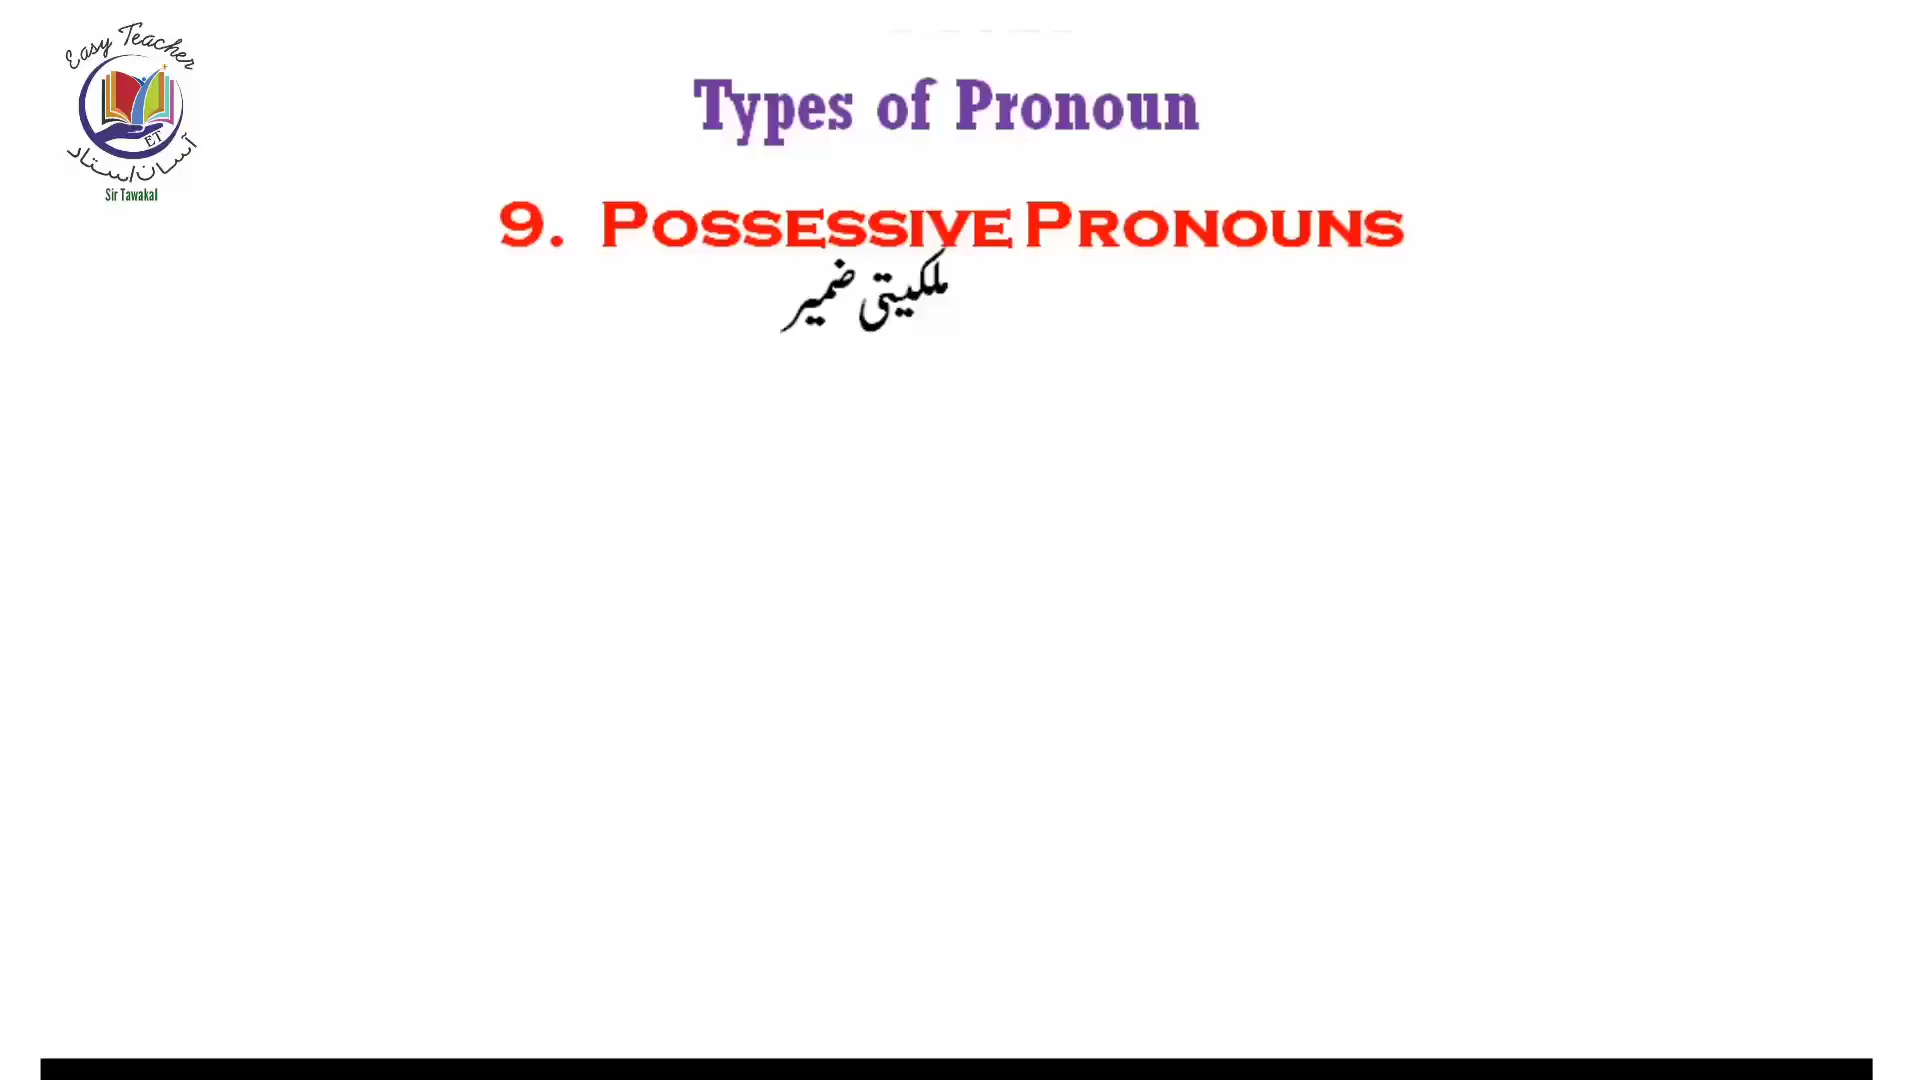 Easy Teacher
ET
آسان استاد
Sir Tawakal
Types of Pronoun
9. POSSESSIVE PRONOUNS
ملکیتی ضمیر